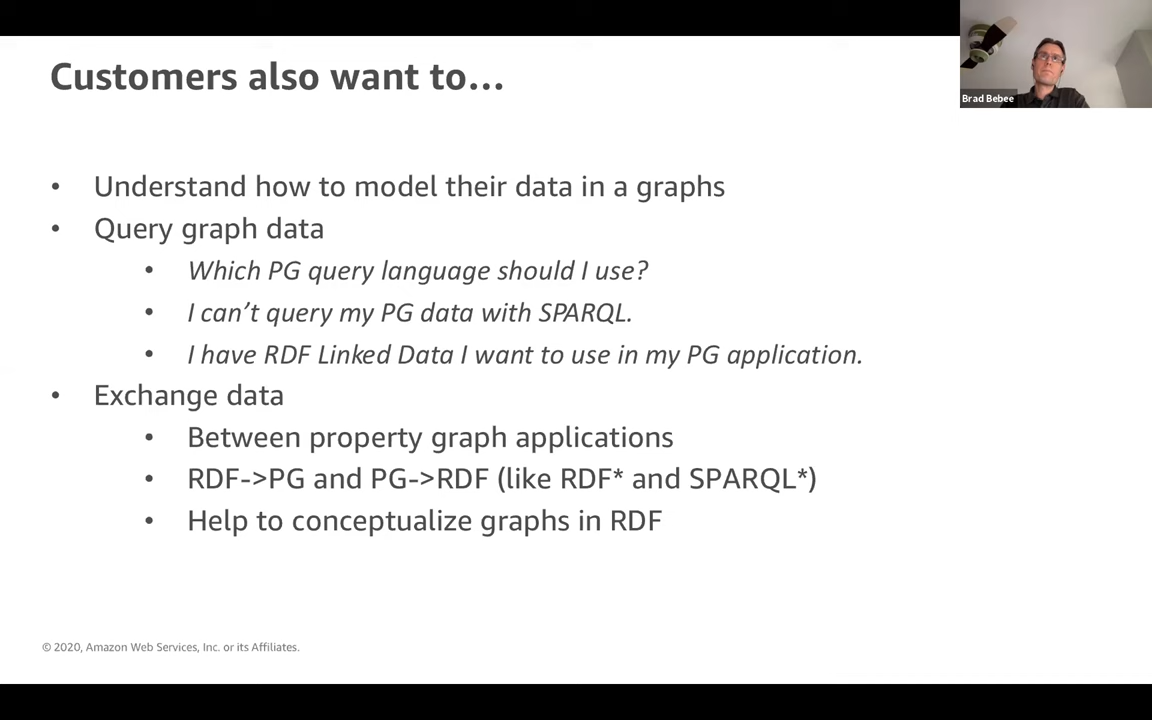 Customers also want to…
Brad Bebee
• Understand how to model their data in a graphs
• Query graph data
• Which PG query language should I use?
• I can't query my PG data with SPARQL.
• I have RDF Linked Data I want to use in my PG application.
• Exchange data
• Between property graph applications
• RDF->PG and PG->RDF (like RDF* and SPARQL*)
• Help to conceptualize graphs in RDF
© 2020, Amazon Web Services, Inc. or its Affiliates.